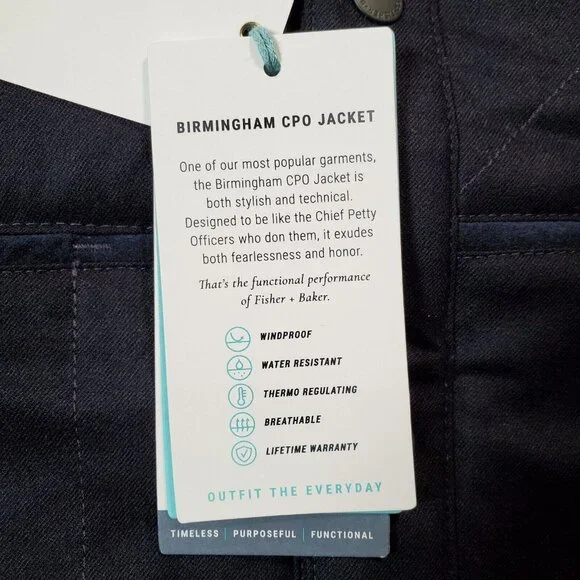 BIRMINGHAM CPO JACKET
One of our most popular garments,
the Birmingham CPO Jacket is
both stylish and technical.
Designed to be like the Chief Petty
Officers who don them, it exudes
both fearlessness and honor.
That's the functional performance
of Fisher + Baker.
WINDPROOF
WATER RESISTANT
THERMO REGULATING
BREATHABLE
LIFETIME WARRANTY
OUTFIT THE EVERYDAY
TIMELESS | PURPOSEFUL | FUNCTIONAL